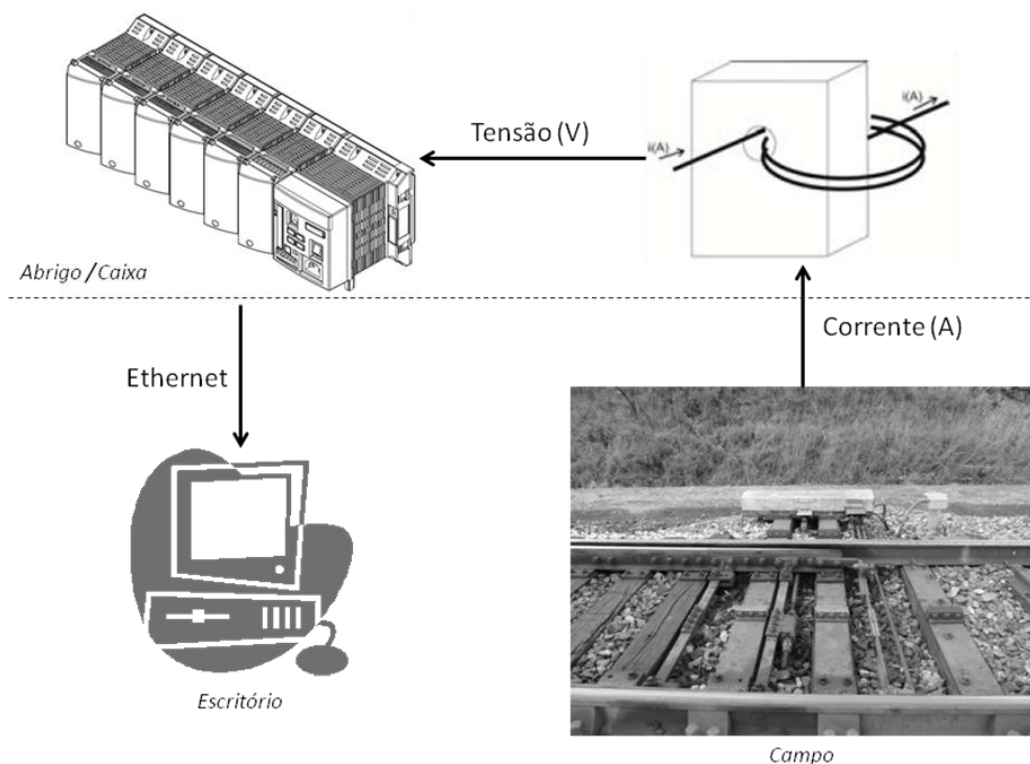 Tensão (V)
i(A)
i(A)
Abrigo / Caixa
Ethernet
Corrente (A)
Escritório
Campo